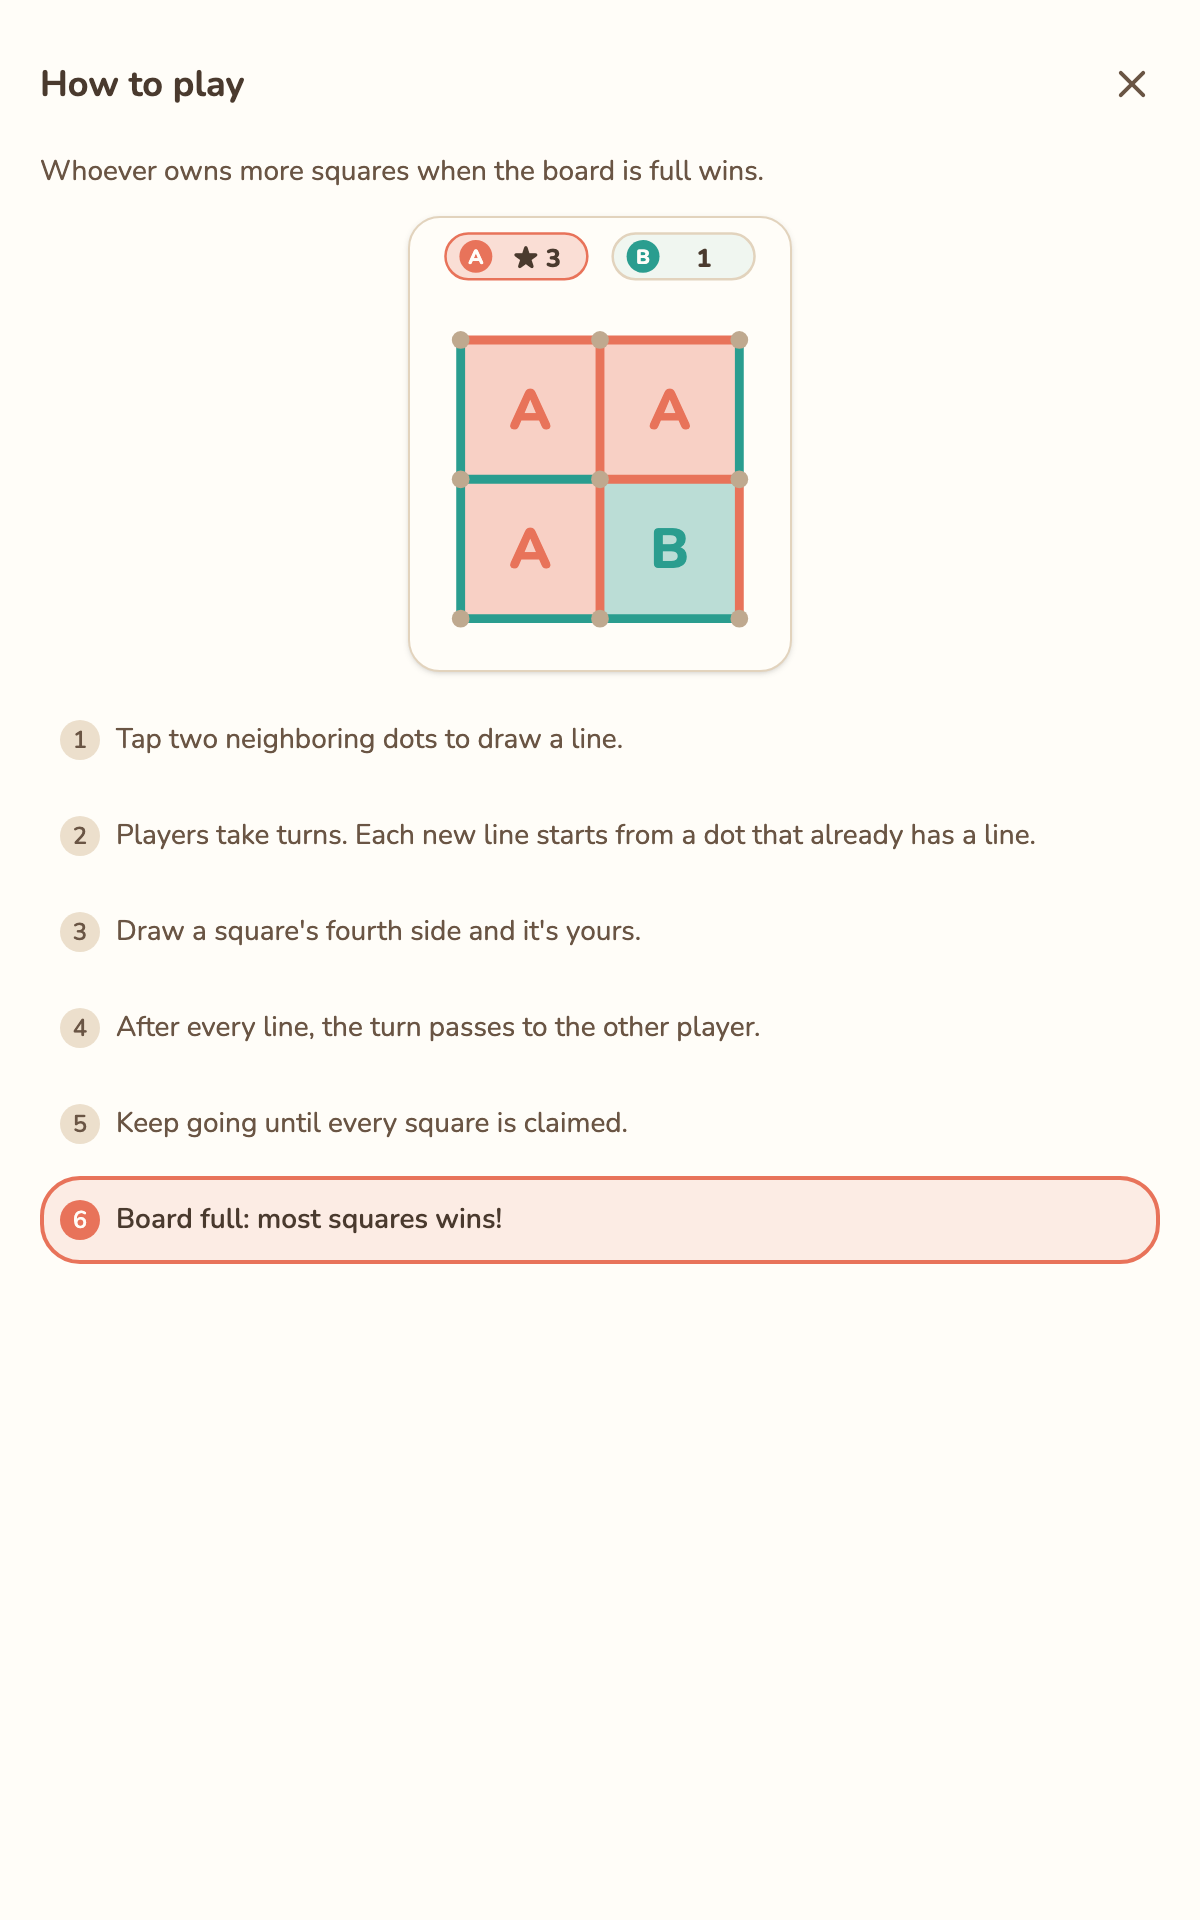 How to play
Whoever owns more squares when the board is full wins.
A ★ 3 B 1
A A
A B
1 Tap two neighboring dots to draw a line.
2 Players take turns. Each new line starts from a dot that already has a line.
3 Draw a square's fourth side and it's yours.
4 After every line, the turn passes to the other player.
5 Keep going until every square is claimed.
6 Board full: most squares wins!